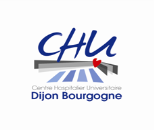 CHU
Centre Hospitalier Universitaire
Dijon Bourgogne